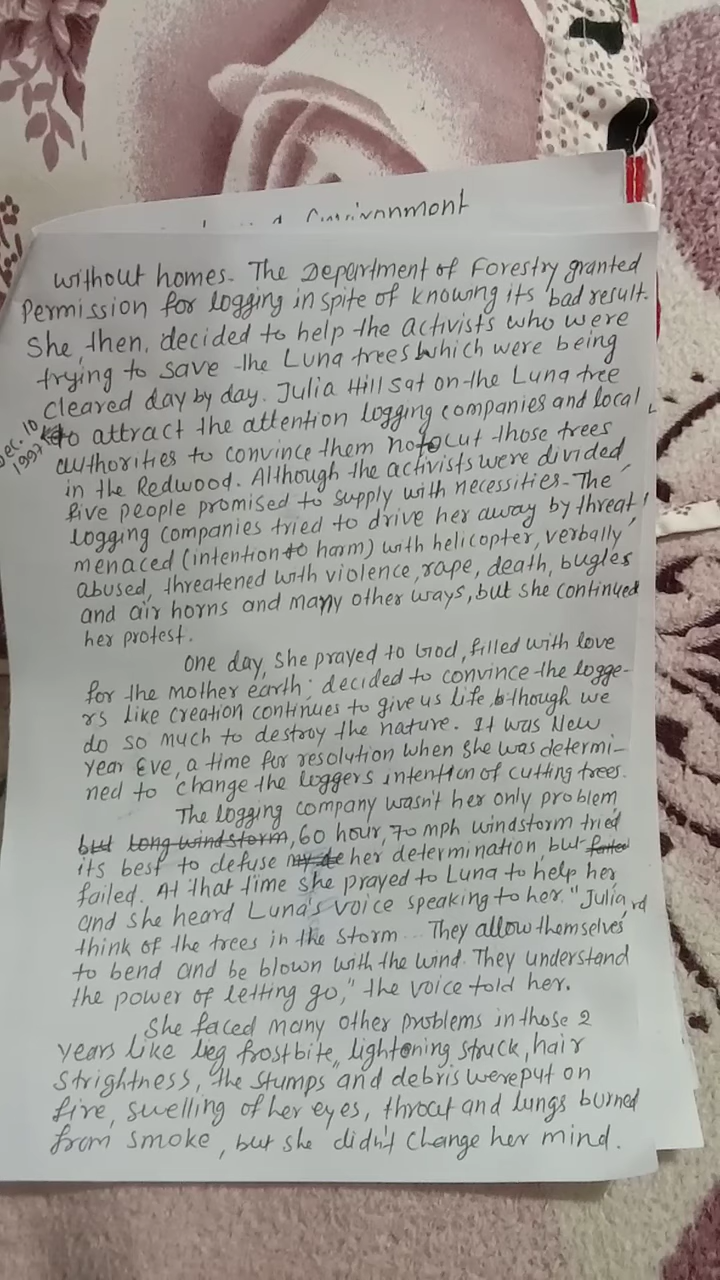 Environment
without homes. The Department of Forestry granted
Permission for logging in spite of knowing its bad result.
She, then, decided to help the activists who were
trying to save the Luna trees which were being
cleared day by day. Julia Hill sat on the Luna tree
Dec. 10
1997
to attract the attention logging companies and local
authorities to convince them not to cut those trees
in the Redwood. Although the activists were divided,
five people promised to supply with necessities. The
logging companies tried to drive her away by threat,
menaced (intention to harm) with helicopter, verbally
abused, threatened with violence, rape, death, bugles
and air horns and many other ways, but she continued
her protest.
One day, she prayed to God, filled with love
for the mother earth; decided to convince the logge-
rs like creation continues to give us life, though we
do so much to destroy the nature. It was New
Year Eve, a time for resolution when she was determi-
ned to change the loggers intention of cutting trees.
The logging company wasn't her only problem,
but long windstorm, 60 hour, 70 mph windstorm tried
its best to defuse my de her determination, but failed
failed. At that time she prayed to Luna to help her
and she heard Luna's voice speaking to her. "Julia,
think of the trees in the storm... They allow themselves
to bend and be blown with the wind. They understand
the power of letting go," the voice told her.
She faced many other problems in those 2
years like leg frostbite, lightening struck, hair
strightness, the stumps and debris were put on
fire, swelling of her eyes, throat and lungs burned
from smoke, but she didn't change her mind.